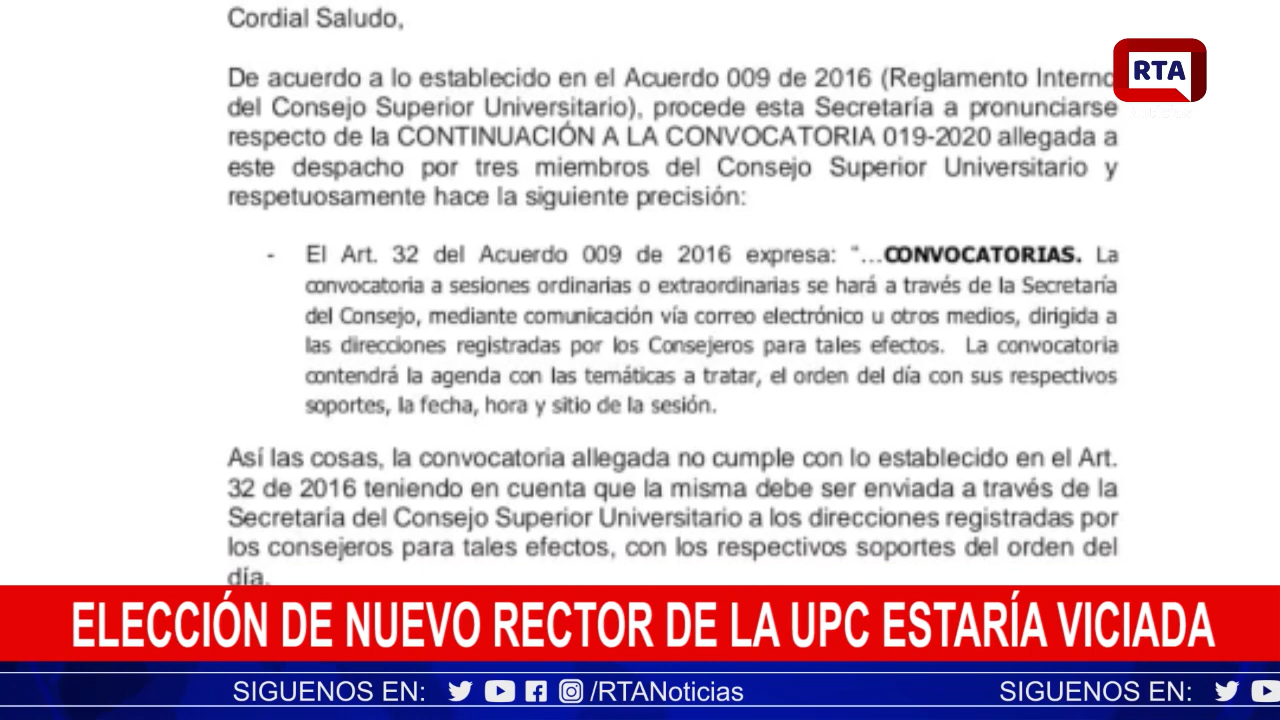 Cordial Saludo,
RTA
De acuerdo a lo establecido en el Acuerdo 009 de 2016 (Reglamento Interno
del Consejo Superior Universitario), procede esta Secretaría a pronunciarse
respecto de la CONTINUACIÓN A LA CONVOCATORIA 019-2020 allegada a
este despacho por tres miembros del Consejo Superior Universitario y
respetuosamente hace la siguiente precisión:
- El Art. 32 del Acuerdo 009 de 2016 expresa: "...CONVOCATORIAS. La
convocatoria a sesiones ordinarias o extraordinarias se hará a través de la Secretaría
del Consejo, mediante comunicación vía correo electrónico u otros medios, dirigida a
las direcciones registradas por los Consejeros para tales efectos. La convocatoria
contendrá la agenda con las temáticas a tratar, el orden del día con sus respectivos
soportes, la fecha, hora y sitio de la sesión.
Así las cosas, la convocatoria allegada no cumple con lo establecido en el Art.
32 de 2016 teniendo en cuenta que la misma debe ser enviada a través de la
Secretaría del Consejo Superior Universitario a los direcciones registradas por
los consejeros para tales efectos, con los respectivos soportes del orden del
día.
ELECCIÓN DE NUEVO RECTOR DE LA UPC ESTARÍA VICIADA
SIGUENOS EN: /RTANoticias SIGUENOS EN: